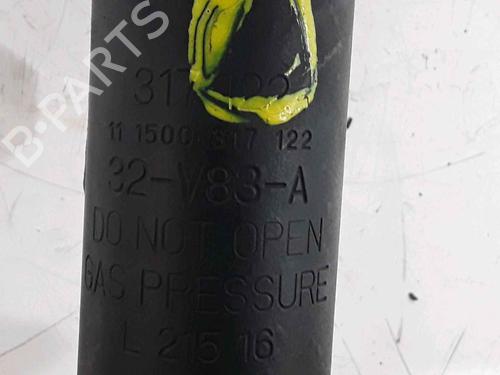 B-PARTS
11 1500 317 122
32-V83-A
DO NOT OPEN
GAS PRESSURE
L 215 16